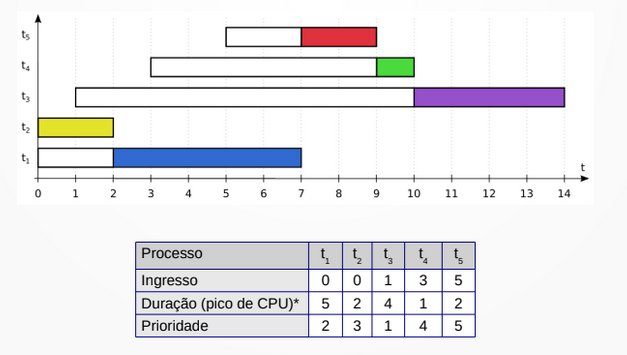 t5
t4
t3
t2
t1
t
0 1 2 3 4 5 6 7 8 9 10 11 12 13 14
Processo t1 t2 t3 t4 t5
Ingresso 0 0 1 3 5
Duração (pico de CPU)* 5 2 4 1 2
Prioridade 2 3 1 4 5